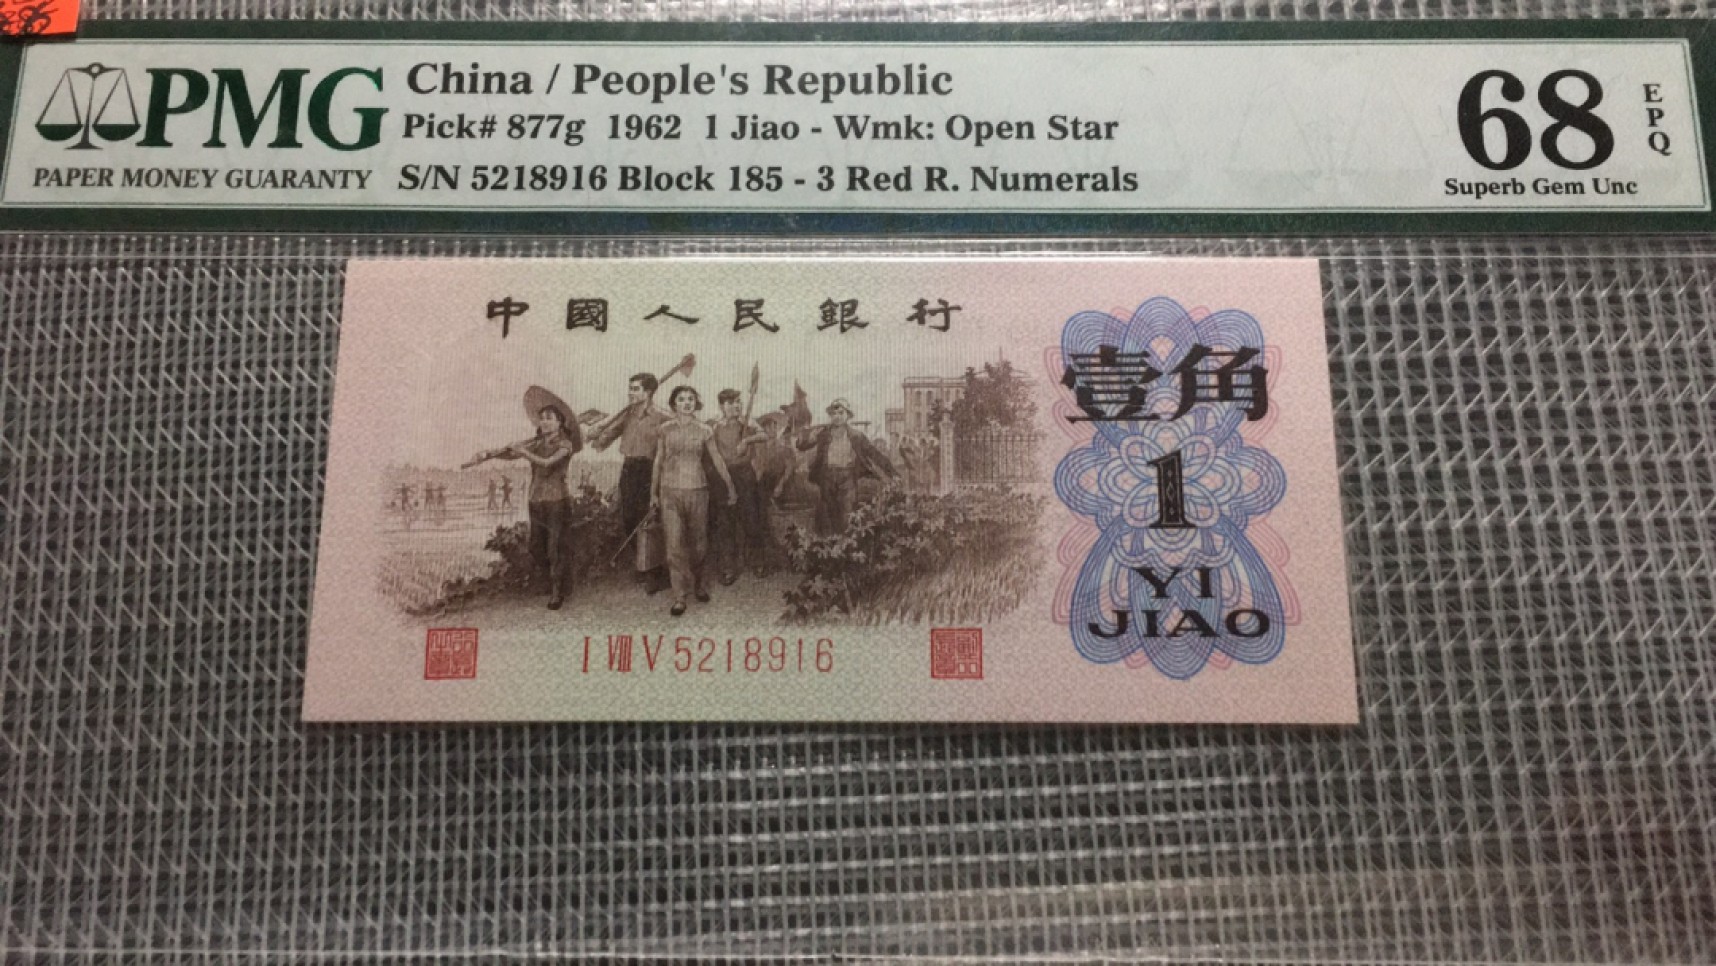 PMG
PAPER MONEY GUARANTY
China / People's Republic
Pick# 877g 1962 1 Jiao - Wmk: Open Star
S/N 5218916 Block 185 - 3 Red R. Numerals
68
EPQ
Superb Gem Unc
中國人民銀行
壹角
1
YI
JIAO
I VIII V 5218916